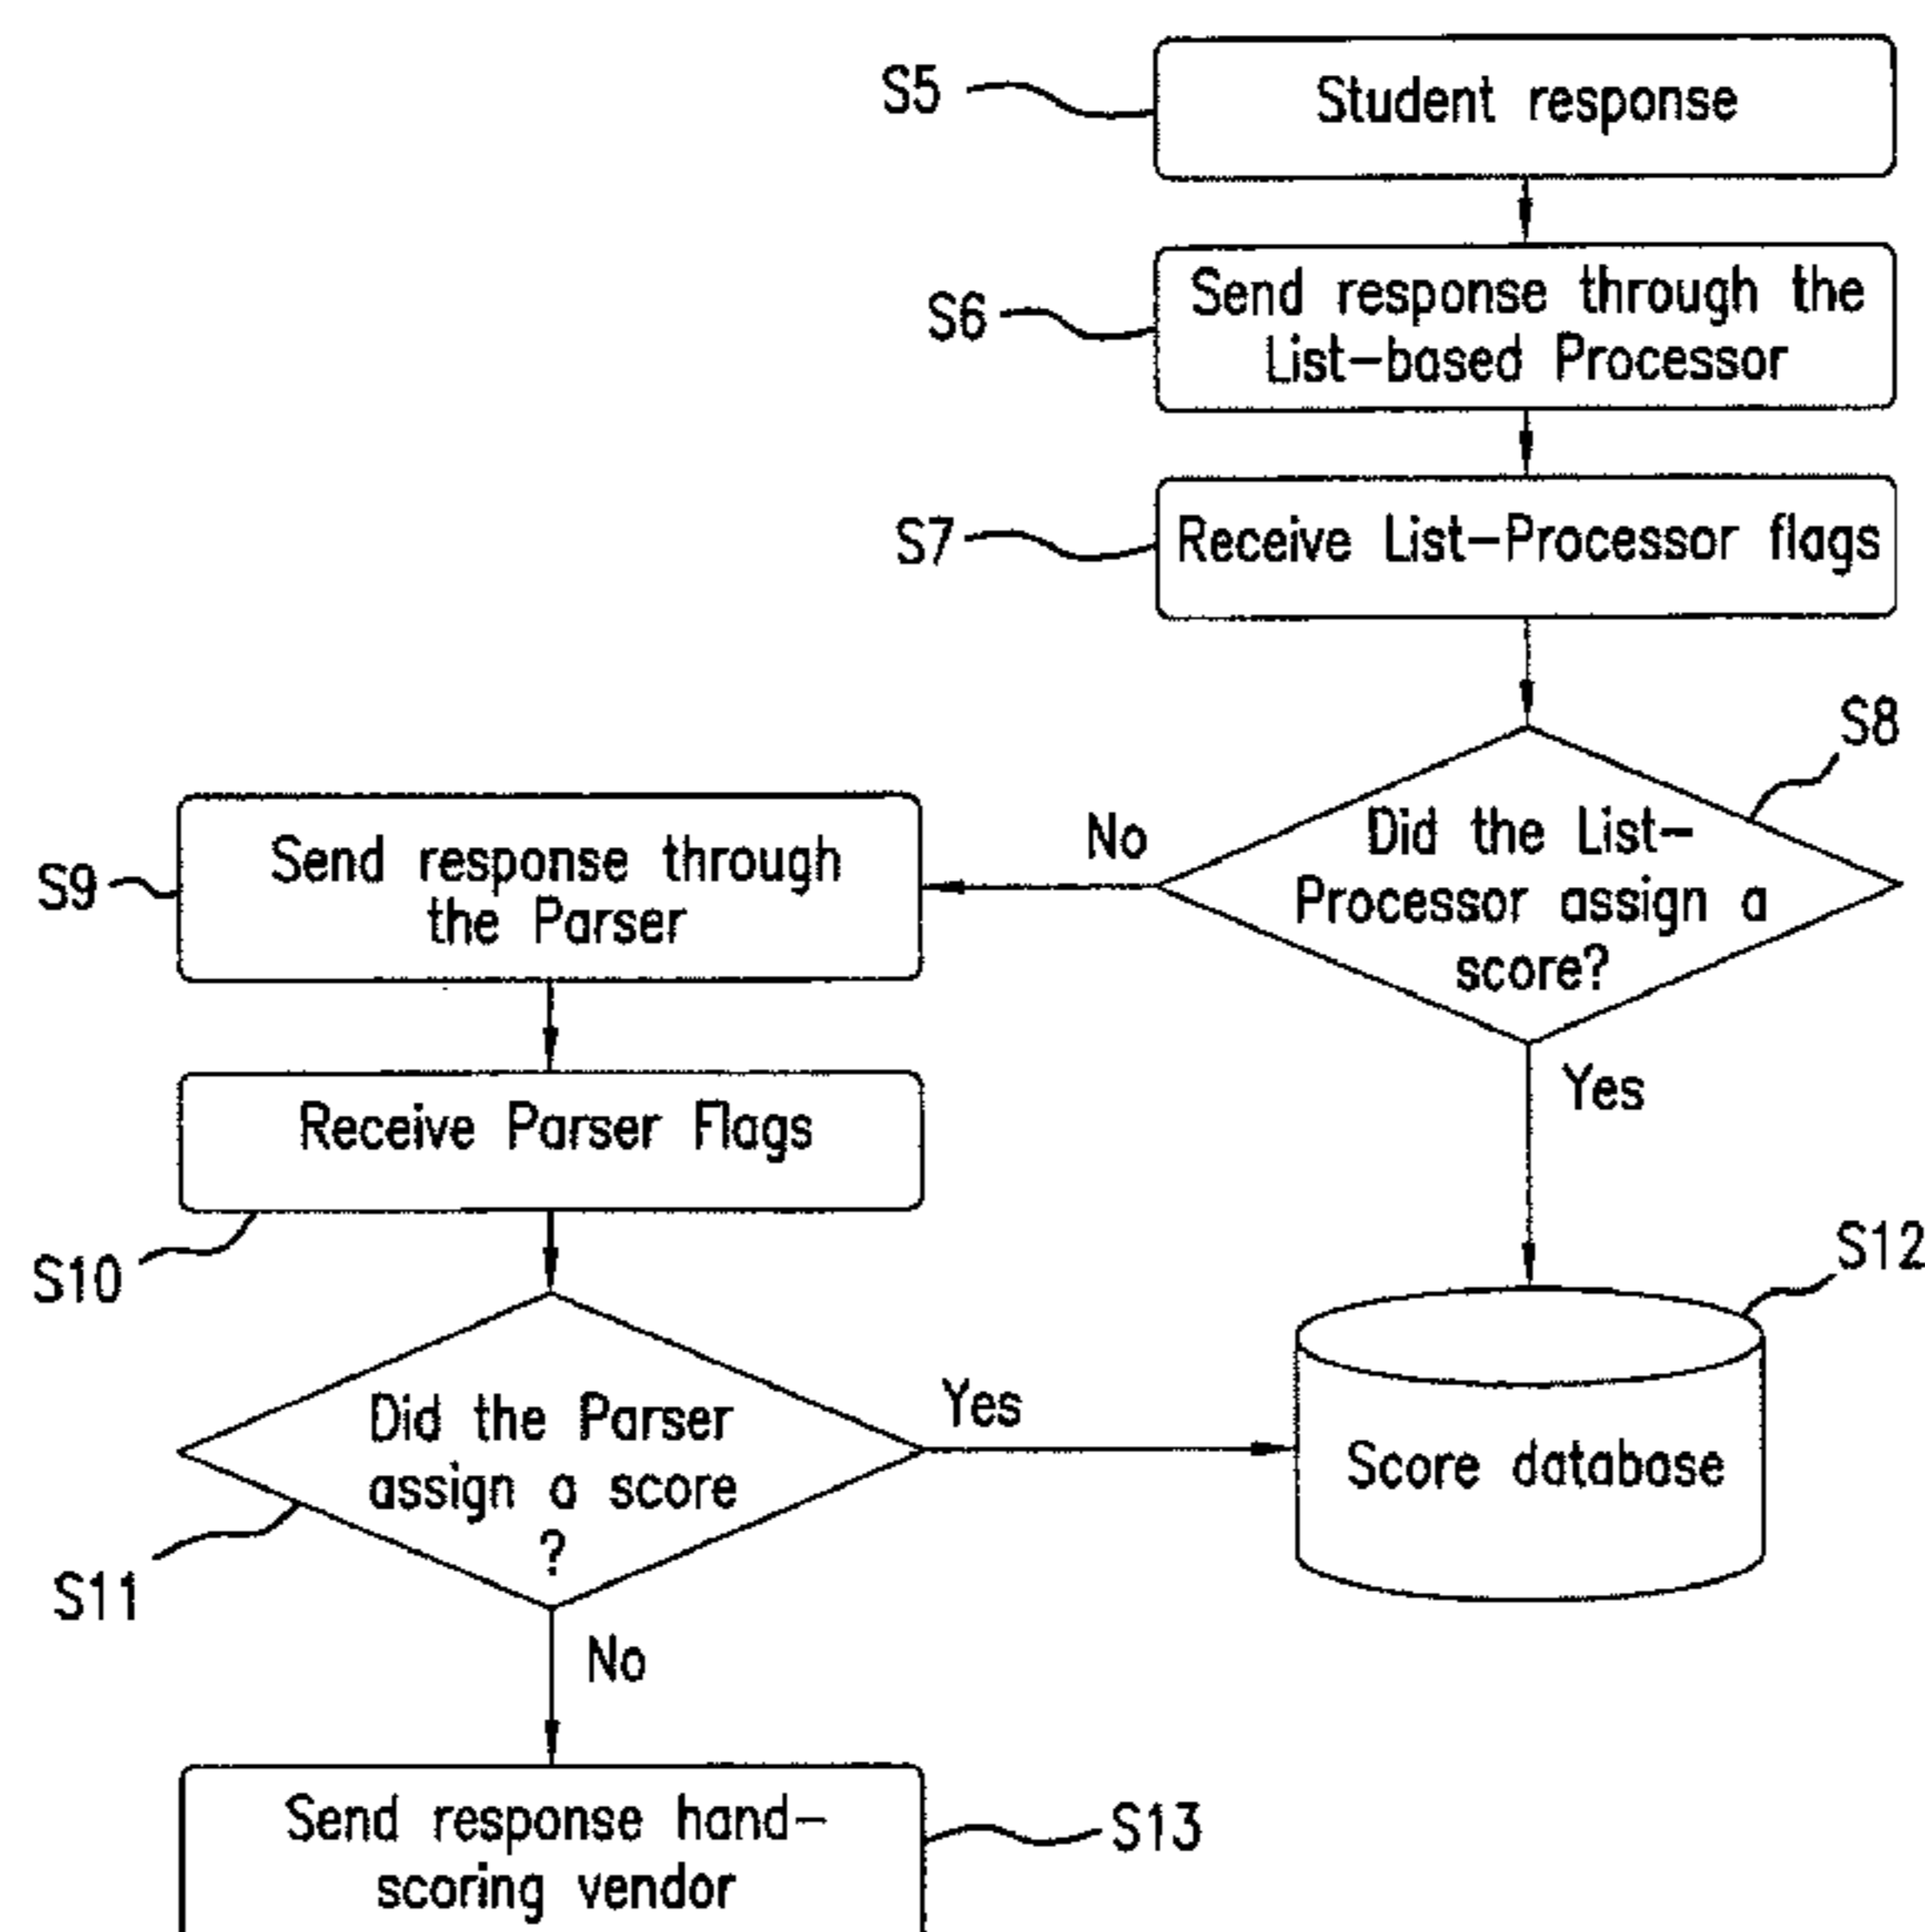 S5
Student response
S6
Send response through the
List-based Processor
S7
Receive List-Processor flags
S8
Did the List-
Processor assign a
score?
No
Yes
S9
Send response through
the Parser
Receive Parser Flags
S10
Did the Parser
assign a score
?
S11
Yes
No
S12
Score database
Send response hand-
scoring vendor
S13